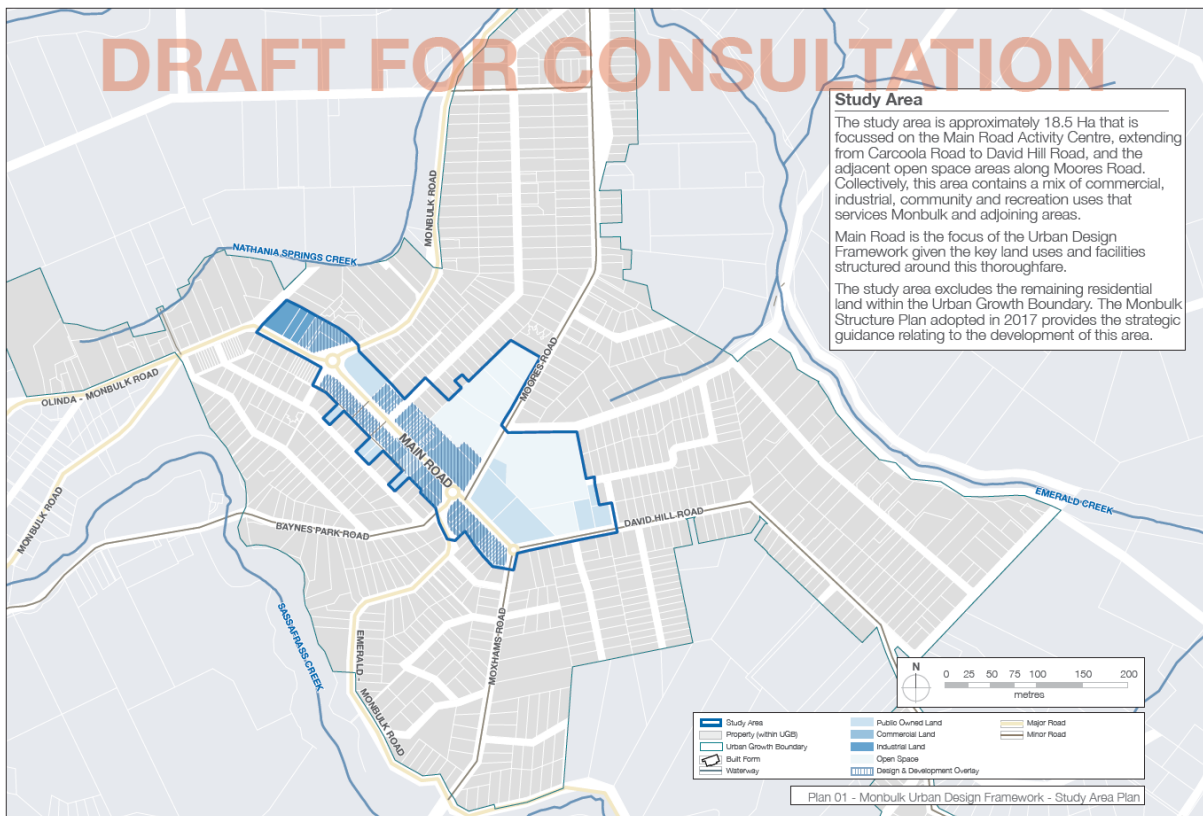 DRAFT FOR CONSULTATION
Study Area
The study area is approximately 18.5 Ha that is
focussed on the Main Road Activity Centre, extending
from Carcoola Road to David Hill Road, and the
adjacent open space areas along Moores Road.
Collectively, this area contains a mix of commercial,
industrial, community and recreation uses that
services Monbulk and adjoining areas.
Main Road is the focus of the Urban Design
Framework given the key land uses and facilities
structured around this thoroughfare.
The study area excludes the remaining residential
land within the Urban Growth Boundary. The Monbulk
Structure Plan adopted in 2017 provides the strategic
guidance relating to the development of this area.
MONBULK ROAD
NATHANIA SPRINGS CREEK
MOORES ROAD
OLINDA - MONBULK ROAD
MAIN ROAD
MONBULK ROAD
BAYNES PARK ROAD
DAVID HILL ROAD
EMERALD CREEK
SASSAFRASS CREEK
EMERALD - MONBULK ROAD
MOXHAMS ROAD
N
0 25 50 75 100 150 200
metres
Study Area
Property (within UGB)
Urban Growth Boundary
Built Form
Waterway
Public Owned Land
Commercial Land
Industrial Land
Open Space
Design & Development Overlay
Major Road
Minor Road
Plan 01 - Monbulk Urban Design Framework - Study Area Plan